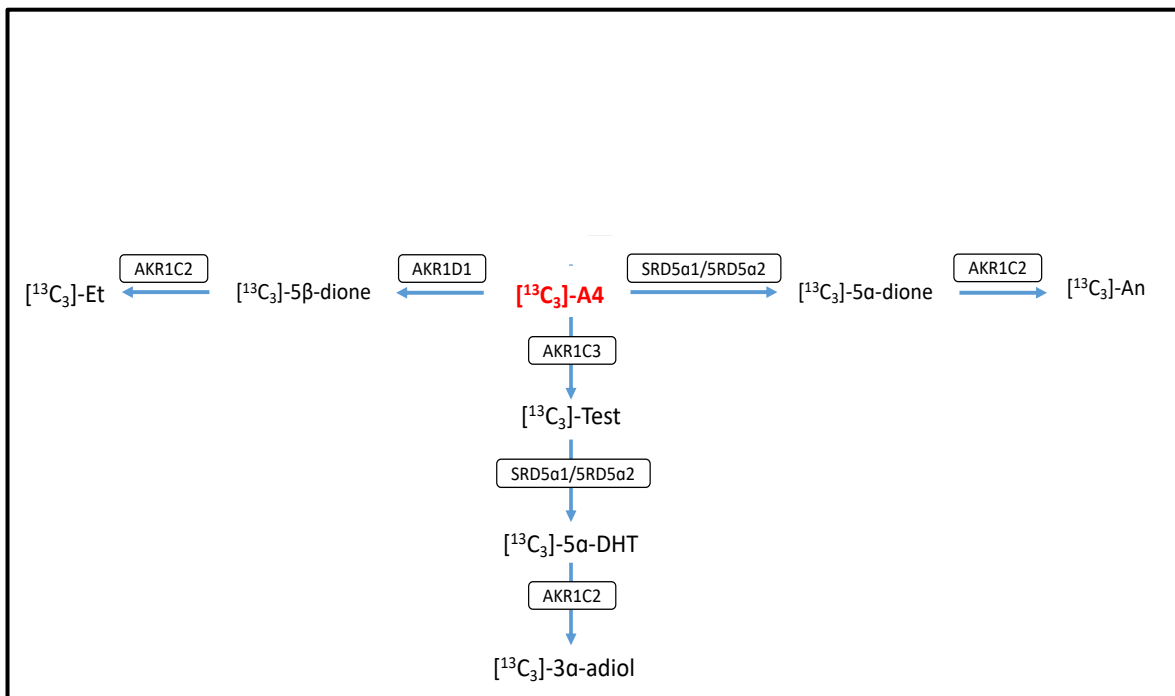 AKR1C2 AKR1D1 SRD5α1/5RD5α2 AKR1C2
[¹³C₃]-Et [¹³C₃]-5β-dione [¹³C₃]-A4 [¹³C₃]-5α-dione [¹³C₃]-An
AKR1C3
[¹³C₃]-Test
SRD5α1/5RD5α2
[¹³C₃]-5α-DHT
AKR1C2
[¹³C₃]-3α-adiol